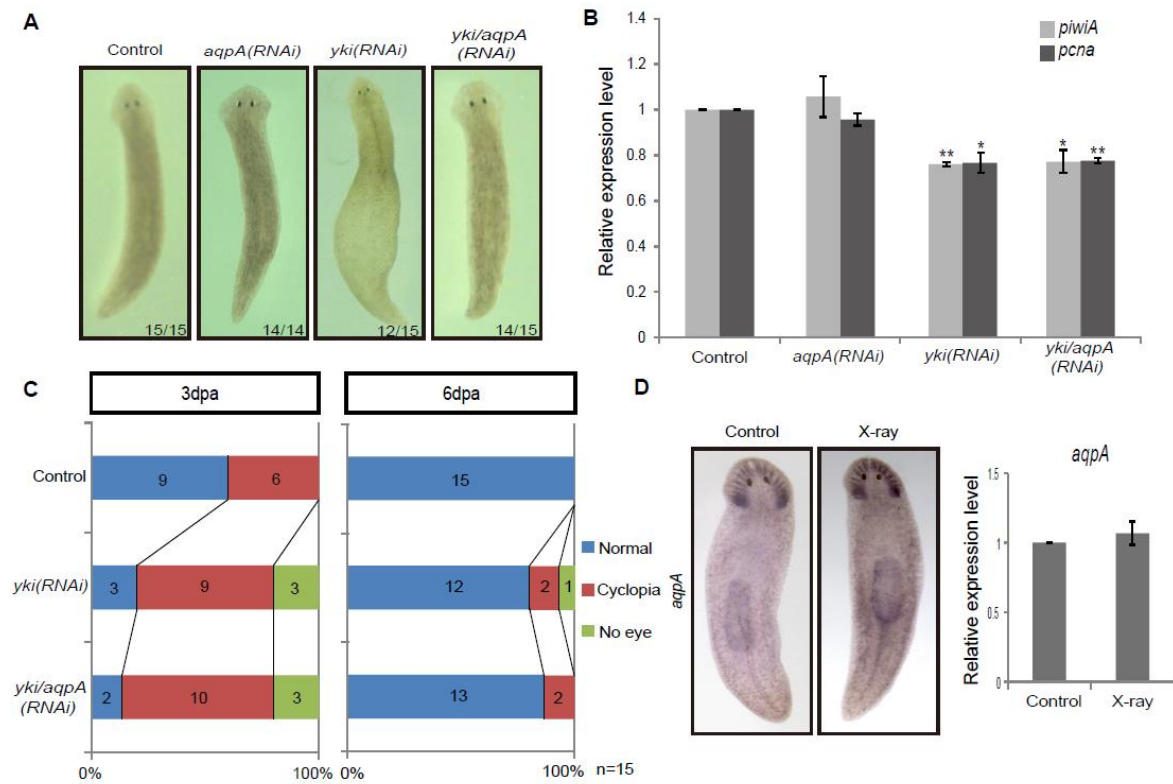 A
Control
aqpA(RNAi)
yki(RNAi)
yki/aqpA
(RNAi)
15/15
14/14
12/15
14/15
B
piwiA
pcna
Relative expression level
1.4
1.2
1
0.8
0.6
0.4
0.2
0
** *
* **
Control
aqpA(RNAi)
yki(RNAi)
yki/aqpA
(RNAi)
C
3dpa
6dpa
Control
9 6
15
yki(RNAi)
3 9 3
12 2 1
yki/aqpA
(RNAi)
2 10 3
13 2
Normal
Cyclopia
No eye
0% 100%
0% 100%
n=15
D
Control
X-ray
aqpA
aqpA
Relative expression level
1.5
1
0.5
0
Control
X-ray